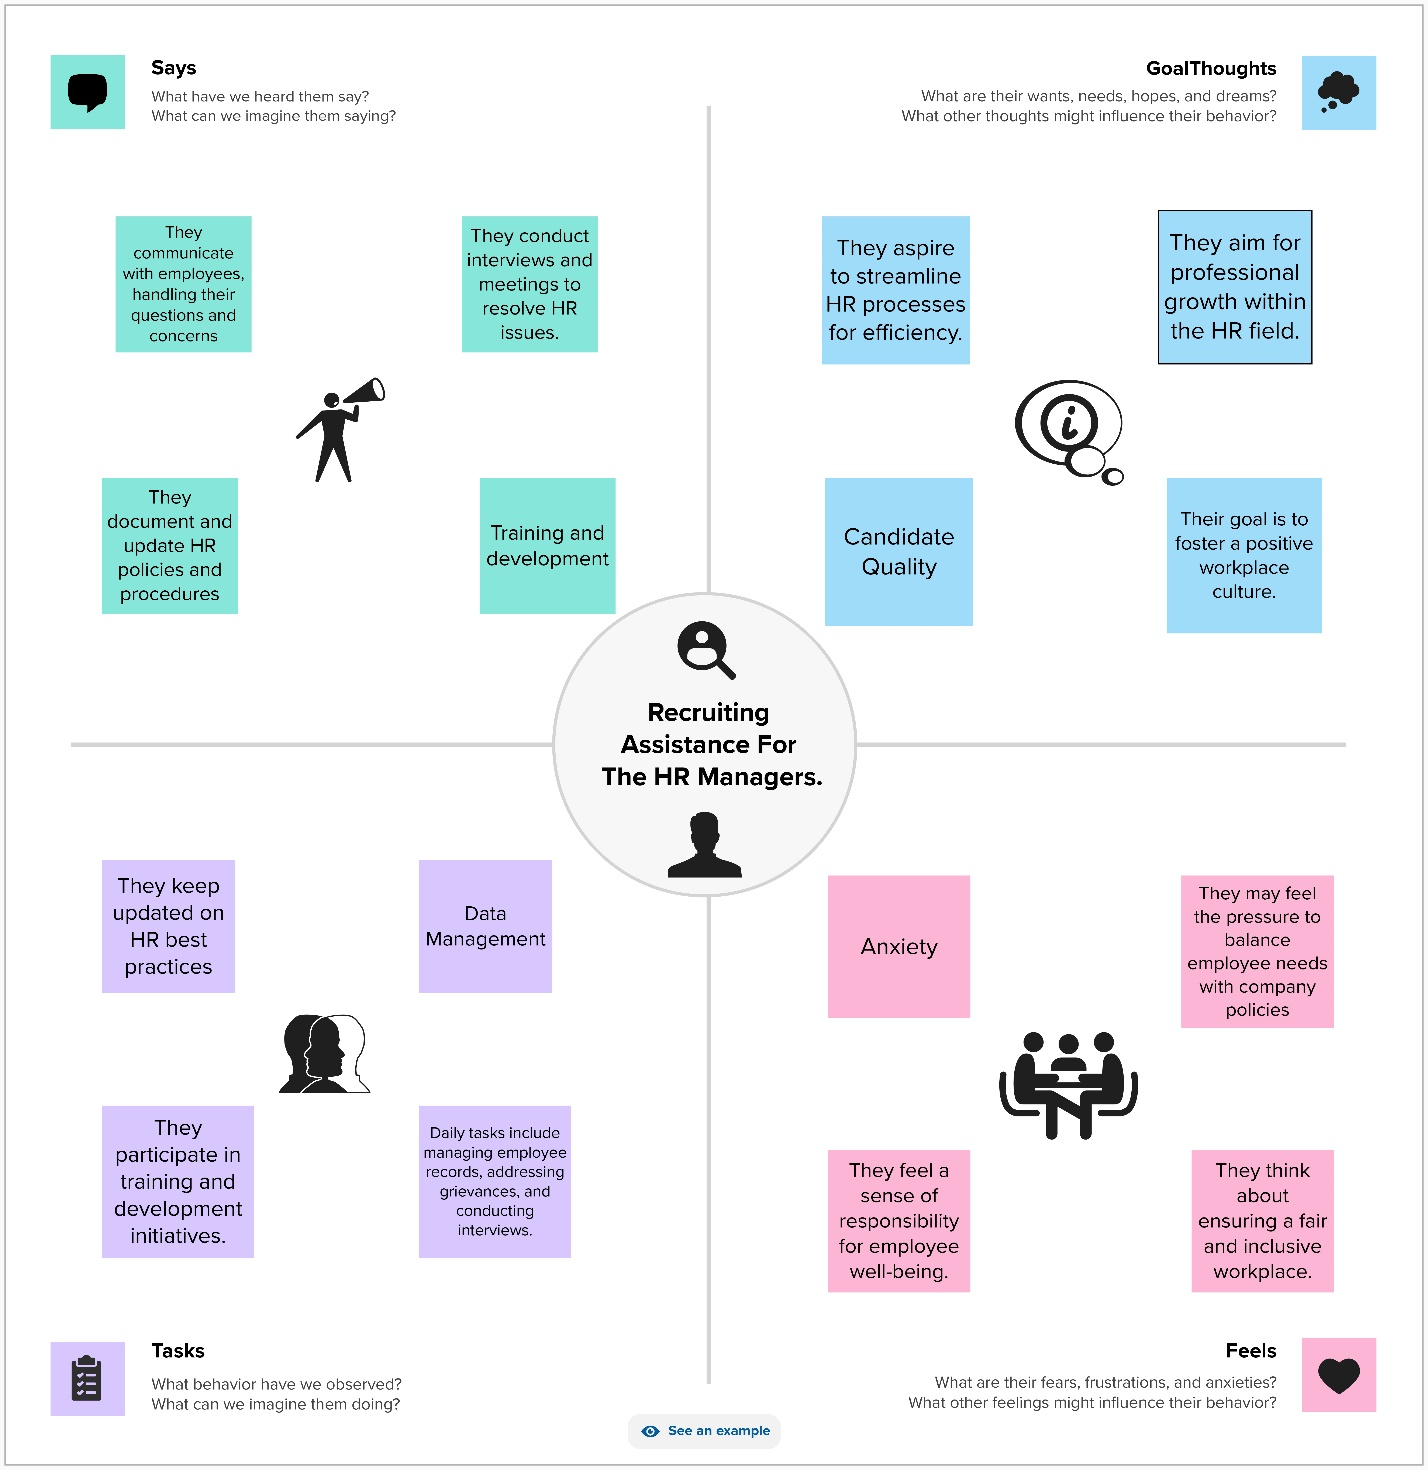 Says
What have we heard them say?
What can we imagine them saying?
GoalThoughts
What are their wants, needs, hopes, and dreams?
What other thoughts might influence their behavior?
They
communicate
with employees,
handling their
questions and
concerns
They conduct
interviews and
meetings to
resolve HR
issues.
They aspire
to streamline
HR processes
for efficiency.
They aim for
professional
growth within
the HR field.
i
They
document and
update HR
policies and
procedures
Training and
development
Candidate
Quality
Their goal is to
foster a positive
workplace
culture.
Recruiting
Assistance For
The HR Managers.
They keep
updated on
HR best
practices
Data
Management
Anxiety
They may feel
the pressure to
balance
employee needs
with company
policies
They
participate in
training and
development
initiatives.
Daily tasks include
managing employee
records, addressing
grievances, and
conducting
interviews.
They feel a
sense of
responsibility
for employee
well-being.
They think
about
ensuring a fair
and inclusive
workplace.
Tasks
What behavior have we observed?
What can we imagine them doing?
Feels
What are their fears, frustrations, and anxieties?
What other feelings might influence their behavior?
See an example